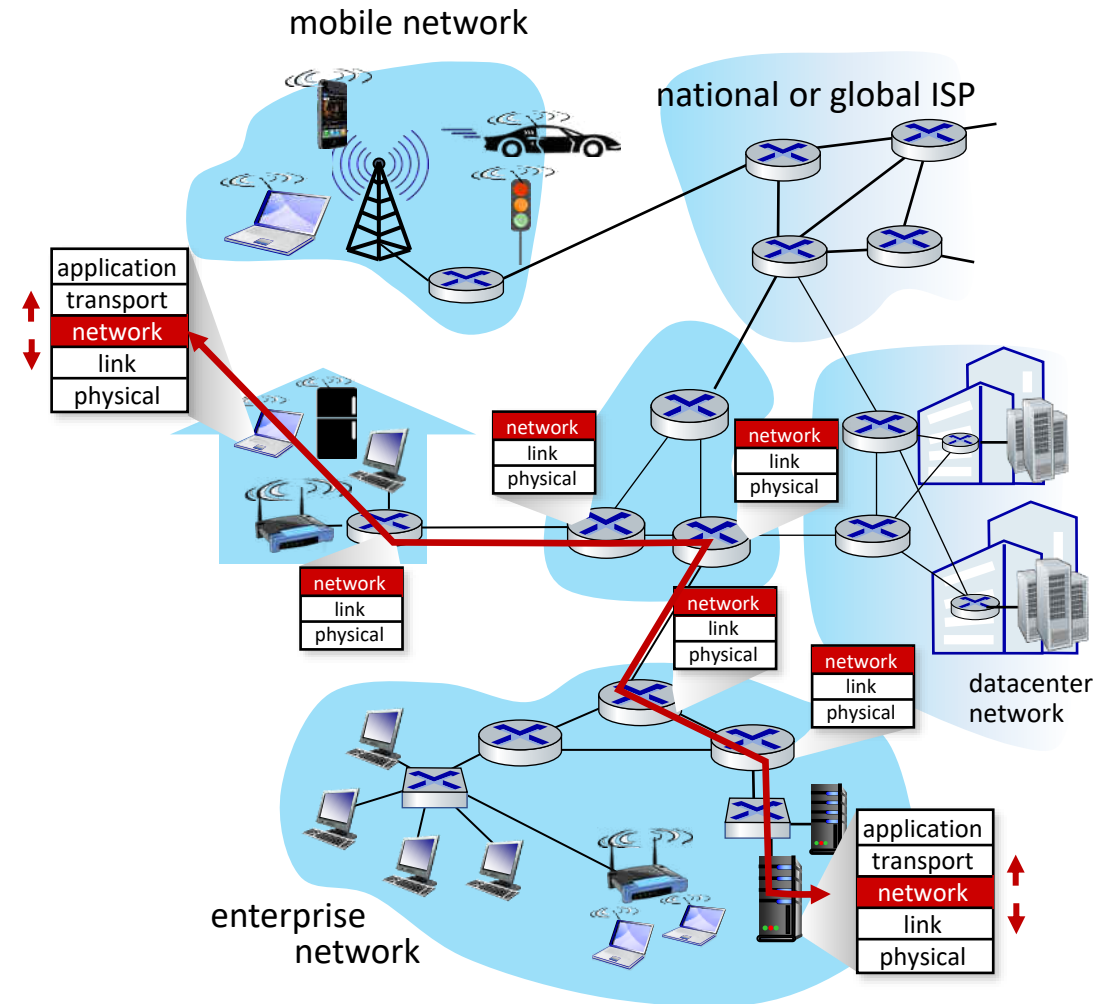 mobile network
national or global ISP
application
transport
network
link
physical
network
link
physical
network
link
physical
network
link
physical
network
link
physical
network
link
physical
datacenter
network
application
transport
network
link
physical
enterprise
network